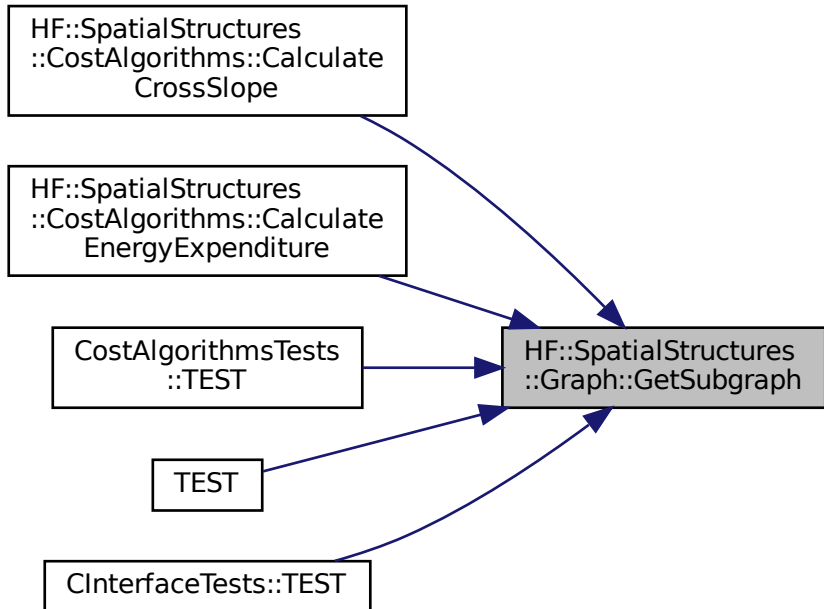 HF::SpatialStructures
::CostAlgorithms::Calculate
CrossSlope
HF::SpatialStructures
::CostAlgorithms::Calculate
EnergyExpenditure
CostAlgorithmsTests
::TEST
HF::SpatialStructures
::Graph::GetSubgraph
TEST
CInterfaceTests::TEST